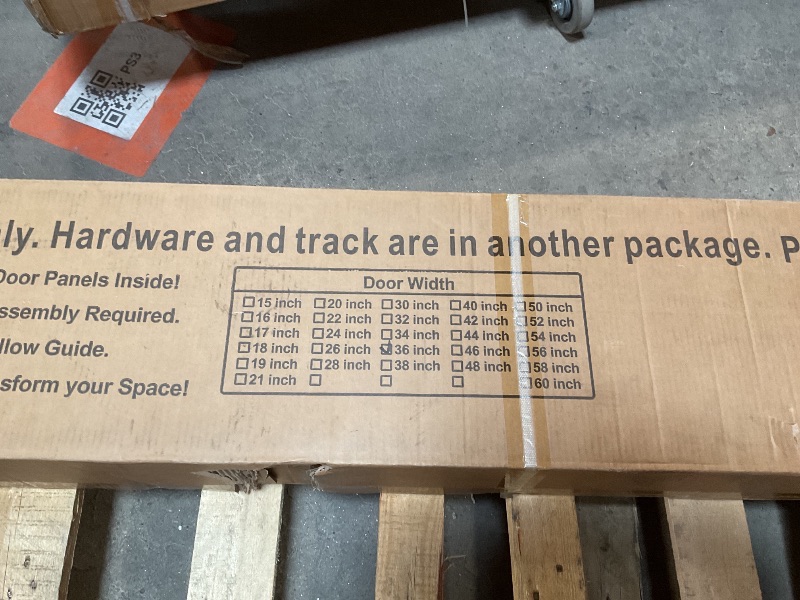 PS3
ly. Hardware and track are in another package. P
Door Panels Inside!
ssembly Required.
llow Guide.
sform your Space!
Door Width
☐ 15 inch ☐ 20 inch ☐ 30 inch ☐ 40 inch ☐ 50 inch
☐ 16 inch ☐ 22 inch ☐ 32 inch ☐ 42 inch ☐ 52 inch
☐ 17 inch ☐ 24 inch ☐ 34 inch ☐ 44 inch ☐ 54 inch
☐ 18 inch ☐ 26 inch ☑ 36 inch ☐ 46 inch ☐ 56 inch
☐ 19 inch ☐ 28 inch ☐ 38 inch ☐ 48 inch ☐ 58 inch
☐ 21 inch ☐ ☐ ☐ ☐ 60 inch